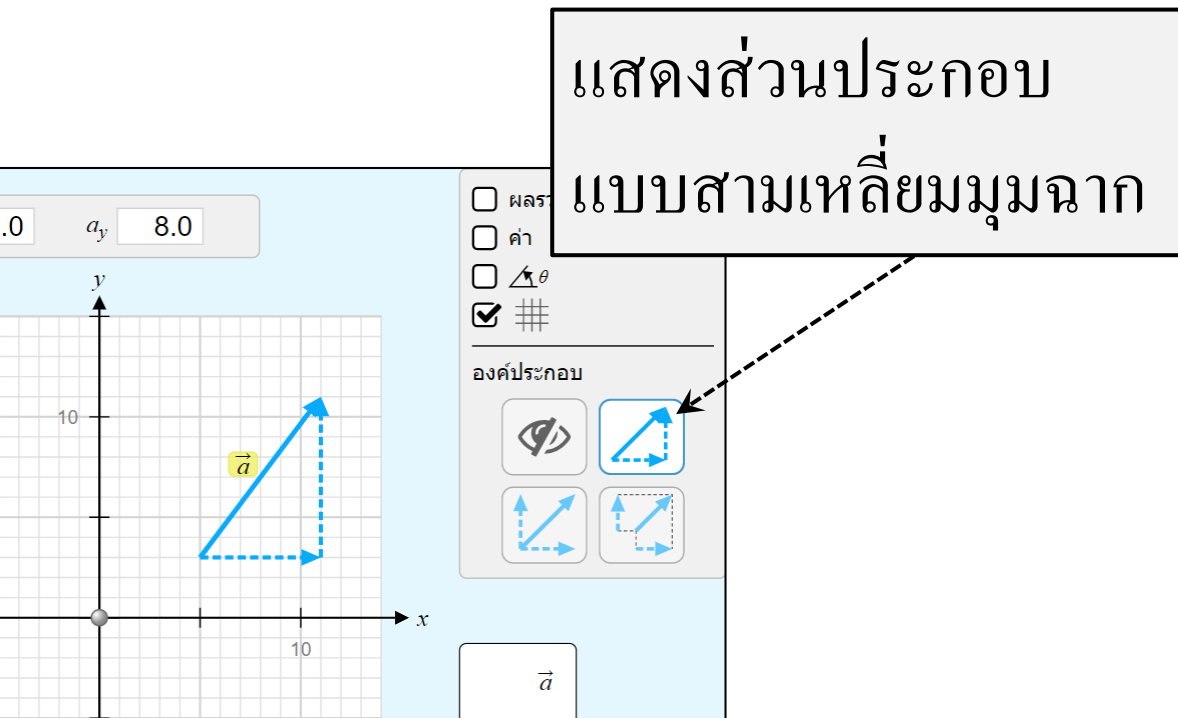 แสดงส่วนประกอบ
แบบสามเหลี่ยมมุมฉาก
.0 a_y 8.0
ค่า
θ
y
องค์ประกอบ
10
a
x
10
a